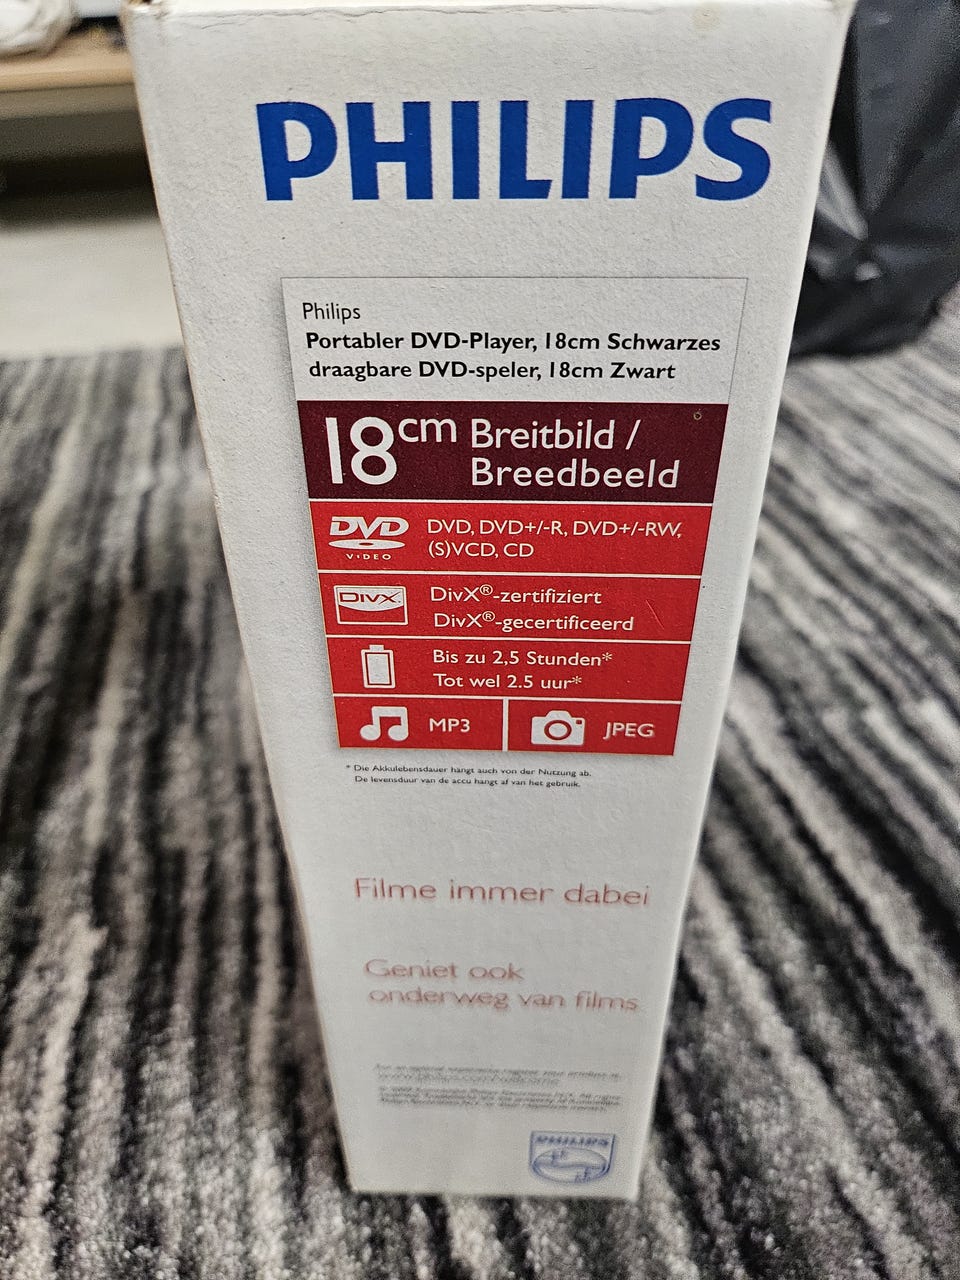 PHILIPS
Philips
Portabler DVD-Player, 18cm Schwarzes
draagbare DVD-speler, 18cm Zwart
18cm Breitbild /
Breedbeeld
DVD
VIDEO
DVD, DVD+/-R, DVD+/-RW,
(S)VCD, CD
DIVX
DivX®-zertifiziert
DivX®-gecertificeerd
Bis zu 2,5 Stunden*
Tot wel 2.5 uur*
MP3
JPEG
* Die Akkulebensdauer hängt auch von der Nutzung ab.
De levensduur van de accu hangt af van het gebruik.
Filme immer dabei
Geniet ook
onderweg van films
PHILIPS